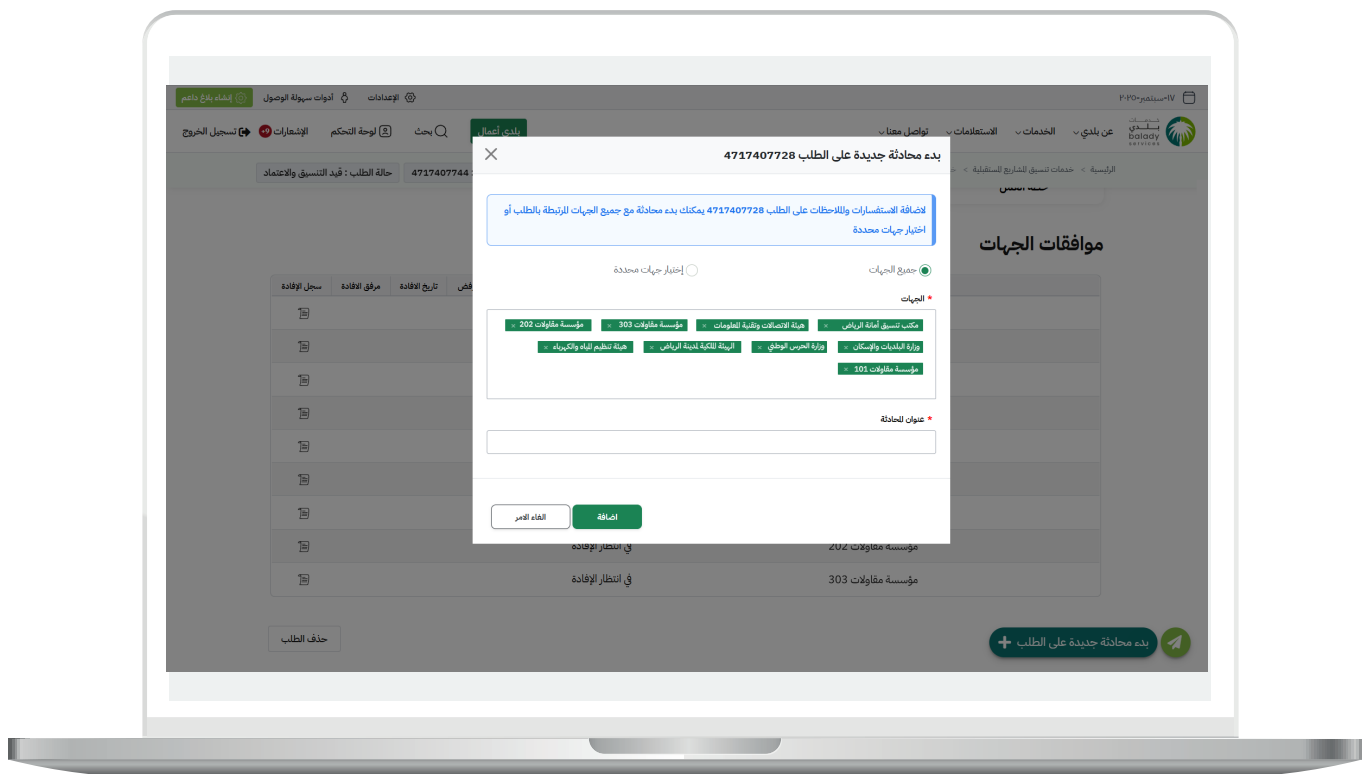 ١٧-سبتمبر-٢٠٢٥
الإعدادات
أدوات سهولة الوصول
إنشاء بلاغ داعم
بلدي
balady
services
عن بلدي
الخدمات
الاستعلامات
تواصل معنا
بلدي أعمال
بحث
لوحة التحكم
الإشعارات
تسجيل الخروج
الرئيسية > خدمات تنسيق المشاريع المستقبلية >
4717407744
حالة الطلب : قيد التنسيق والاعتماد
موافقات الجهات
تاريخ الافادة
مرفق الافادة
سجل الإفادة
بدء محادثة جديدة على الطلب 4717407728
لاضافة الاستفسارات والملاحظات على الطلب 4717407728 يمكنك بدء محادثة مع جميع الجهات المرتبطة بالطلب أو
اختيار جهات محددة
جميع الجهات
إختيار جهات محددة
* الجهات
مكتب تنسيق أمانة الرياض ×
هيئة الاتصالات وتقنية المعلومات ×
مؤسسة مقاولات 303 ×
مؤسسة مقاولات 202 ×
وزارة البلديات والإسكان ×
وزارة الحرس الوطني ×
الهيئة الملكية لمدينة الرياض ×
هيئة تنظيم المياه والكهرباء ×
مؤسسة مقاولات 101 ×
* عنوان المحادثة
اضافة
الغاء الامر
مؤسسة مقاولات 202
في انتظار الإفادة
مؤسسة مقاولات 303
في انتظار الإفادة
بدء محادثة جديدة على الطلب +
حذف الطلب